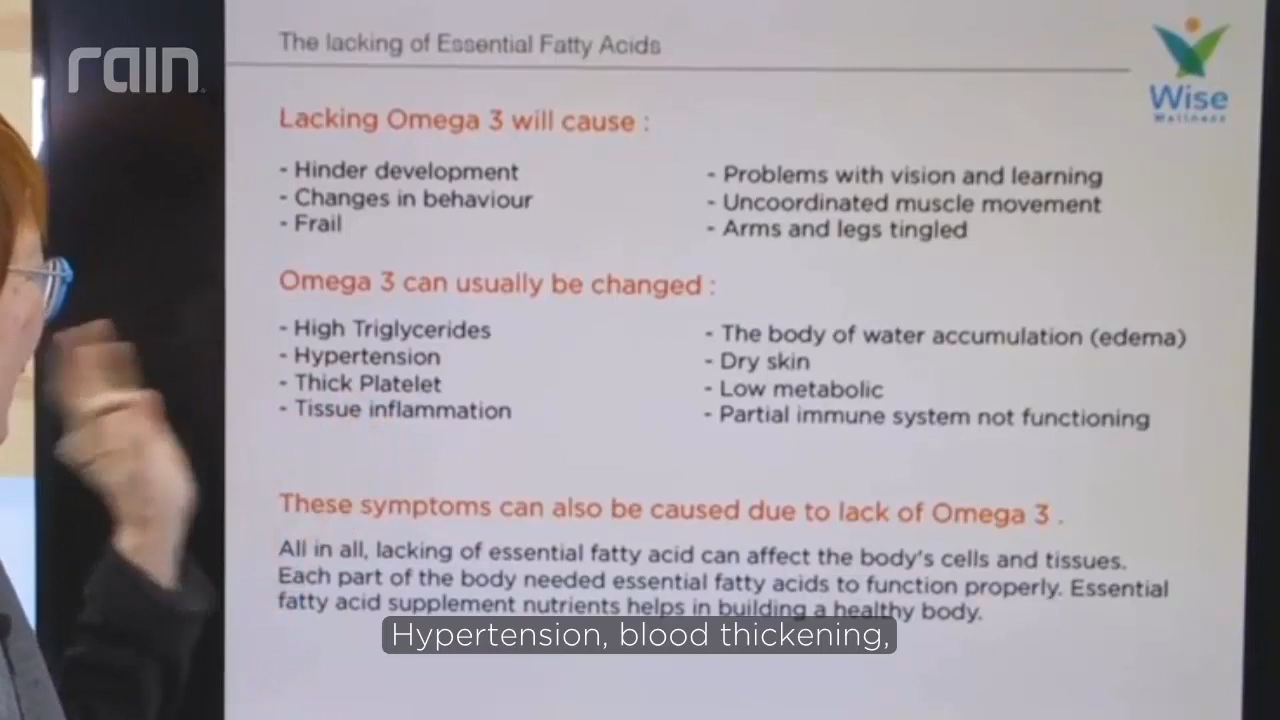 rain
The lacking of Essential Fatty Acids
Wise
Wellness
Lacking Omega 3 will cause :
- Hinder development
- Changes in behaviour
- Frail
- Problems with vision and learning
- Uncoordinated muscle movement
- Arms and legs tingled
Omega 3 can usually be changed :
- High Triglycerides
- Hypertension
- Thick Platelet
- Tissue inflammation
- The body of water accumulation (edema)
- Dry skin
- Low metabolic
- Partial immune system not functioning
These symptoms can also be caused due to lack of Omega 3 .
All in all, lacking of essential fatty acid can affect the body's cells and tissues.
Each part of the body needed essential fatty acids to function properly. Essential
fatty acid supplement nutrients helps in building a healthy body.
Hypertension, blood thickening,